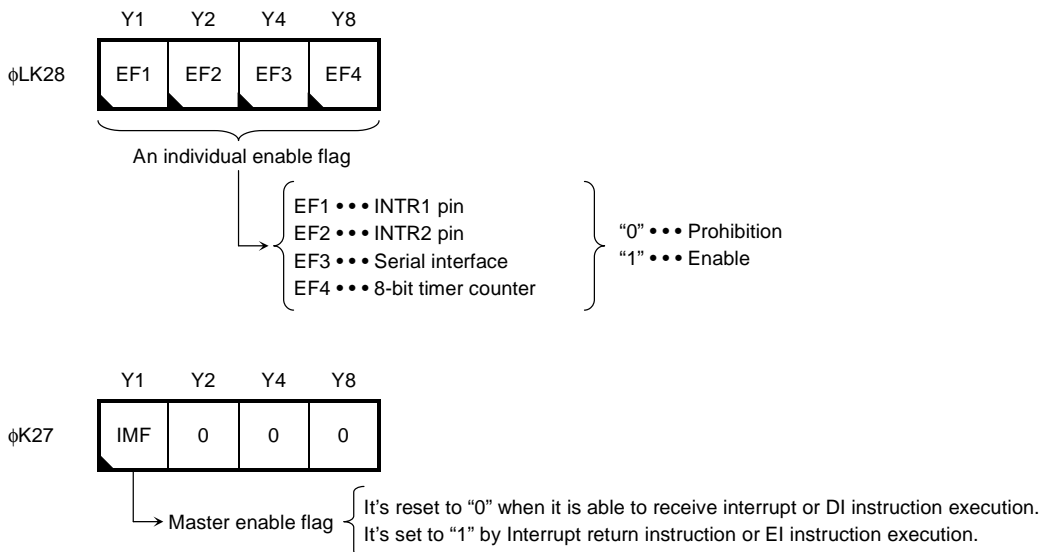 Y1 Y2 Y4 Y8
ϕLK28 EF1 EF2 EF3 EF4
An individual enable flag
EF1 • • • INTR1 pin
EF2 • • • INTR2 pin
EF3 • • • Serial interface
EF4 • • • 8-bit timer counter
“0” • • • Prohibition
“1” • • • Enable
Y1 Y2 Y4 Y8
ϕK27 IMF 0 0 0
Master enable flag
It’s reset to “0” when it is able to receive interrupt or DI instruction execution.
It’s set to “1” by Interrupt return instruction or EI instruction execution.